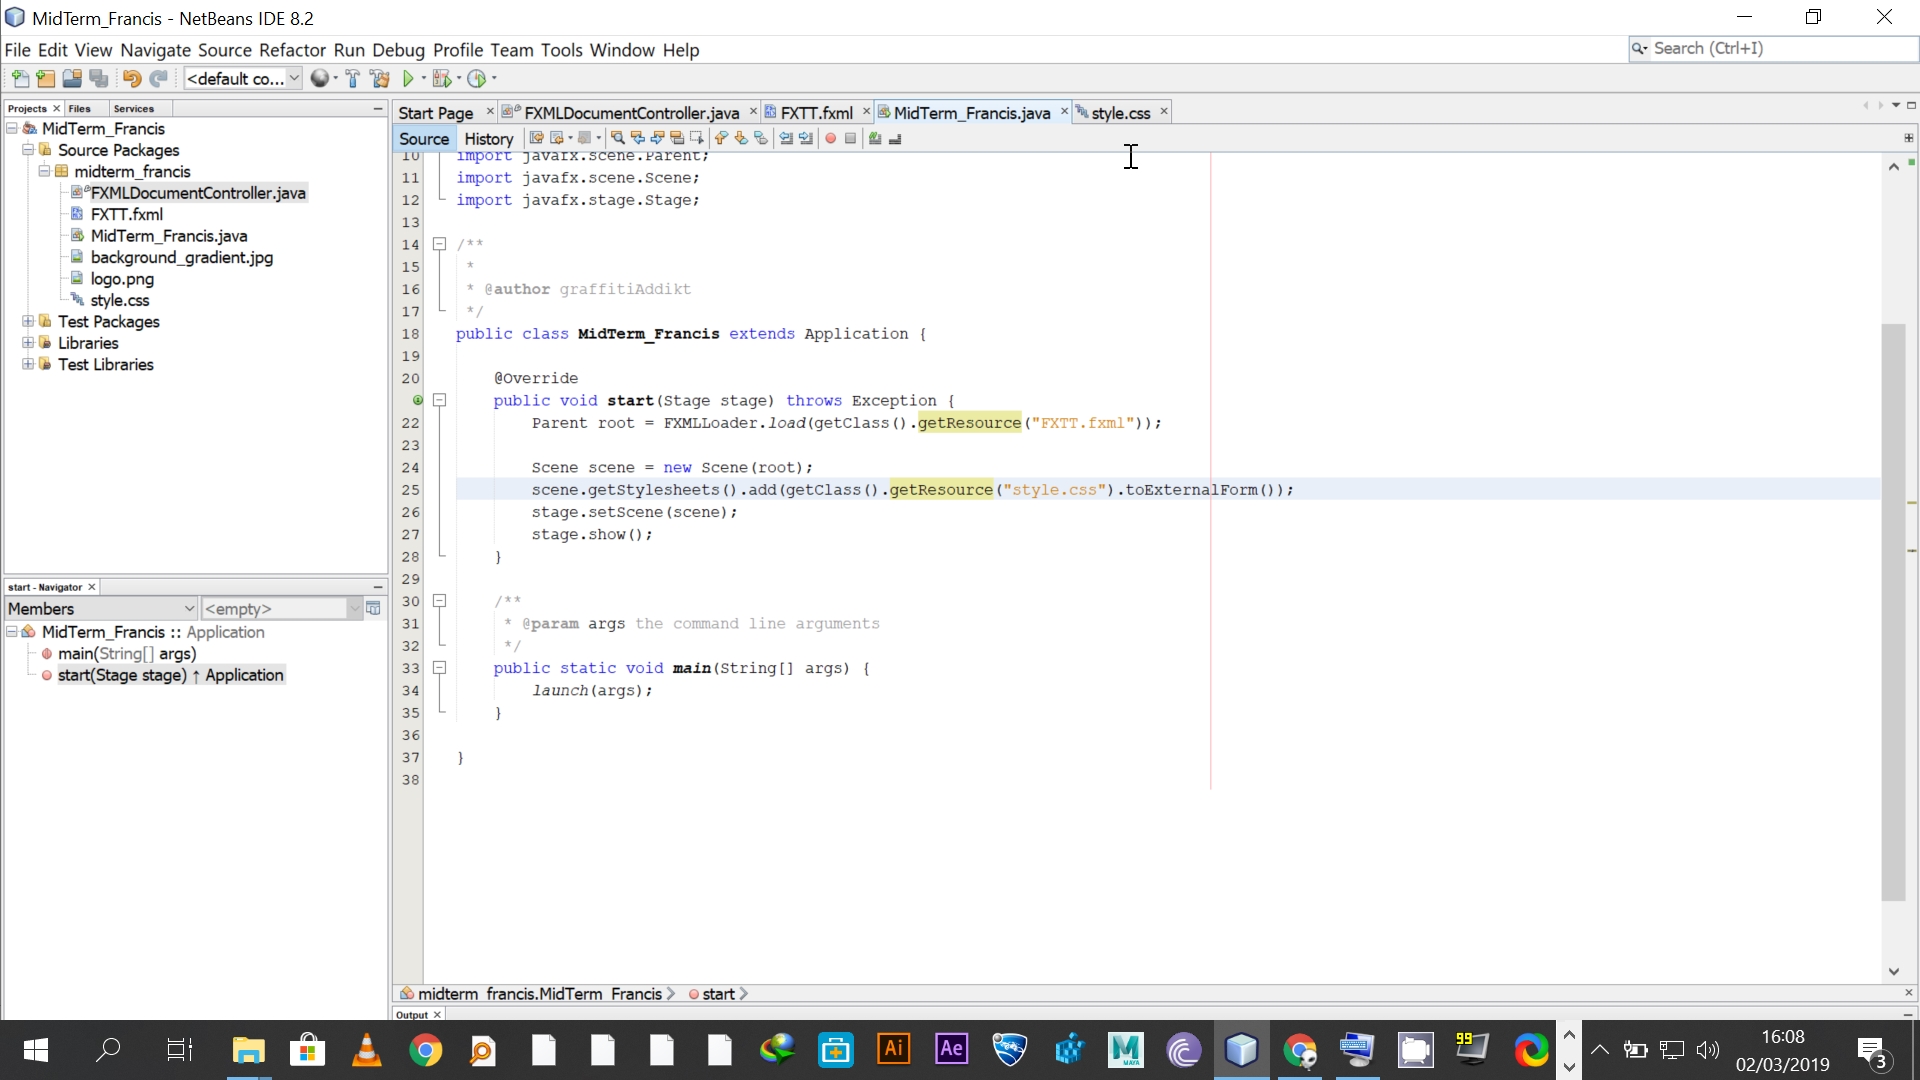 MidTerm_Francis - NetBeans IDE 8.2
File Edit View Navigate Source Refactor Run Debug Profile Team Tools Window Help
Search (Ctrl+I)
<default co...
Projects Files Services
MidTerm_Francis
Source Packages
midterm_francis
FXMLDocumentController.java
FXTT.fxml
MidTerm_Francis.java
background_gradient.jpg
logo.png
style.css
Test Packages
Libraries
Test Libraries
start - Navigator
Members <empty>
MidTerm_Francis :: Application
main(String[] args)
start(Stage stage) ↑ Application
Start Page FXMLDocumentController.java FXTT.fxml MidTerm_Francis.java style.css
Source History
10 import javafx.scene.Parent;
11 import javafx.scene.Scene;
12 import javafx.stage.Stage;
13
14 /**
15 *
16 * @author graffitiAddikt
17 */
18 public class MidTerm_Francis extends Application {
19
20 @Override
public void start(Stage stage) throws Exception {
22 Parent root = FXMLLoader.load(getClass().getResource("FXTT.fxml"));
23
24 Scene scene = new Scene(root);
25 scene.getStylesheets().add(getClass().getResource("style.css").toExternalForm());
26 stage.setScene(scene);
27 stage.show();
28 }
29
30 /**
31 * @param args the command line arguments
32 */
33 public static void main(String[] args) {
34 launch(args);
35 }
36
37 }
38
midterm_francis.MidTerm_Francis start
Output
Ai
Ae
M
MAYA
99
16:08
02/03/2019
3